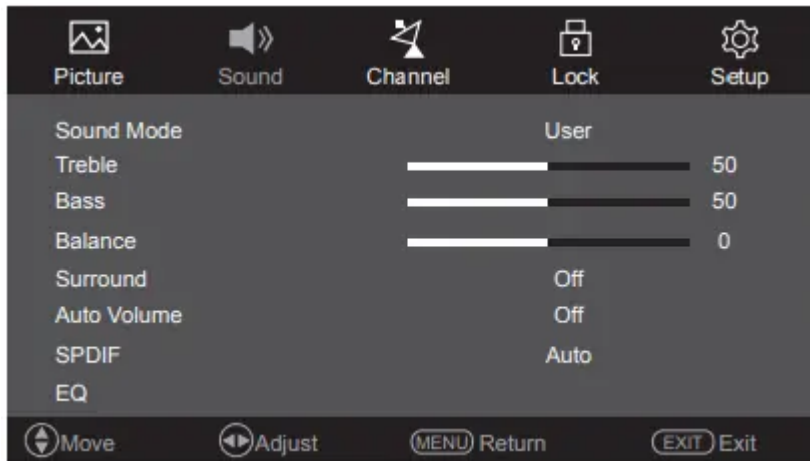 Picture Sound Channel Lock Setup
Sound Mode User
Treble 50
Bass 50
Balance 0
Surround Off
Auto Volume Off
SPDIF Auto
EQ
Move Adjust MENU Return EXIT Exit